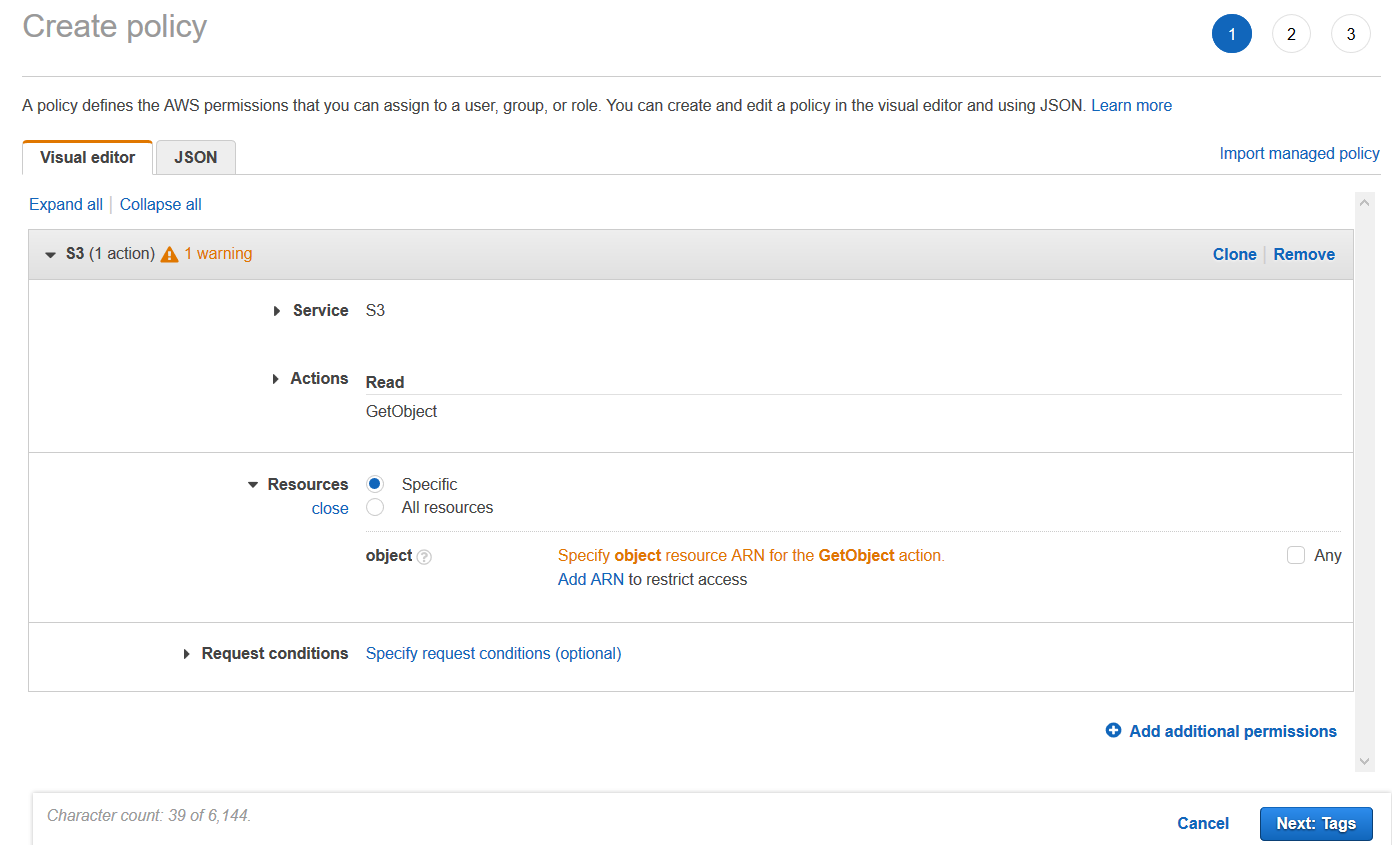 Create policy
1 2 3
A policy defines the AWS permissions that you can assign to a user, group, or role. You can create and edit a policy in the visual editor and using JSON. Learn more
Visual editor JSON Import managed policy
Expand all Collapse all
S3 (1 action) 1 warning Clone Remove
Service S3
Actions Read
GetObject
Resources Specific
close All resources
object ? Specify object resource ARN for the GetObject action. Any
Add ARN to restrict access
Request conditions Specify request conditions (optional)
Add additional permissions
Character count: 39 of 6,144.
Cancel Next: Tags